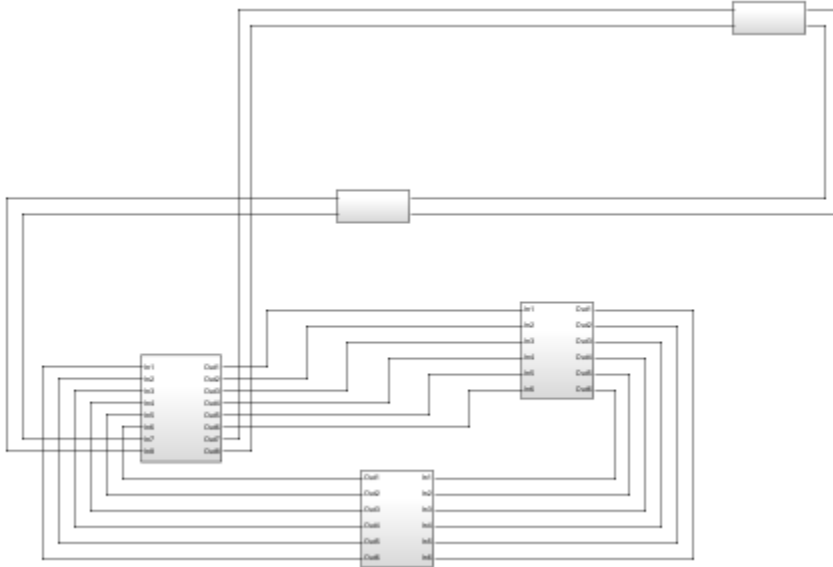 In1 Out1
In2 Out2
In3 Out3
In4 Out4
In5 Out5
In6 Out6
In1 Out1
In2 Out2
In3 Out3
In4 Out4
In5 Out5
In6 Out6
In7 Out7
In8 Out8
Out1 In1
Out2 In2
Out3 In3
Out4 In4
Out5 In5
Out6 In6